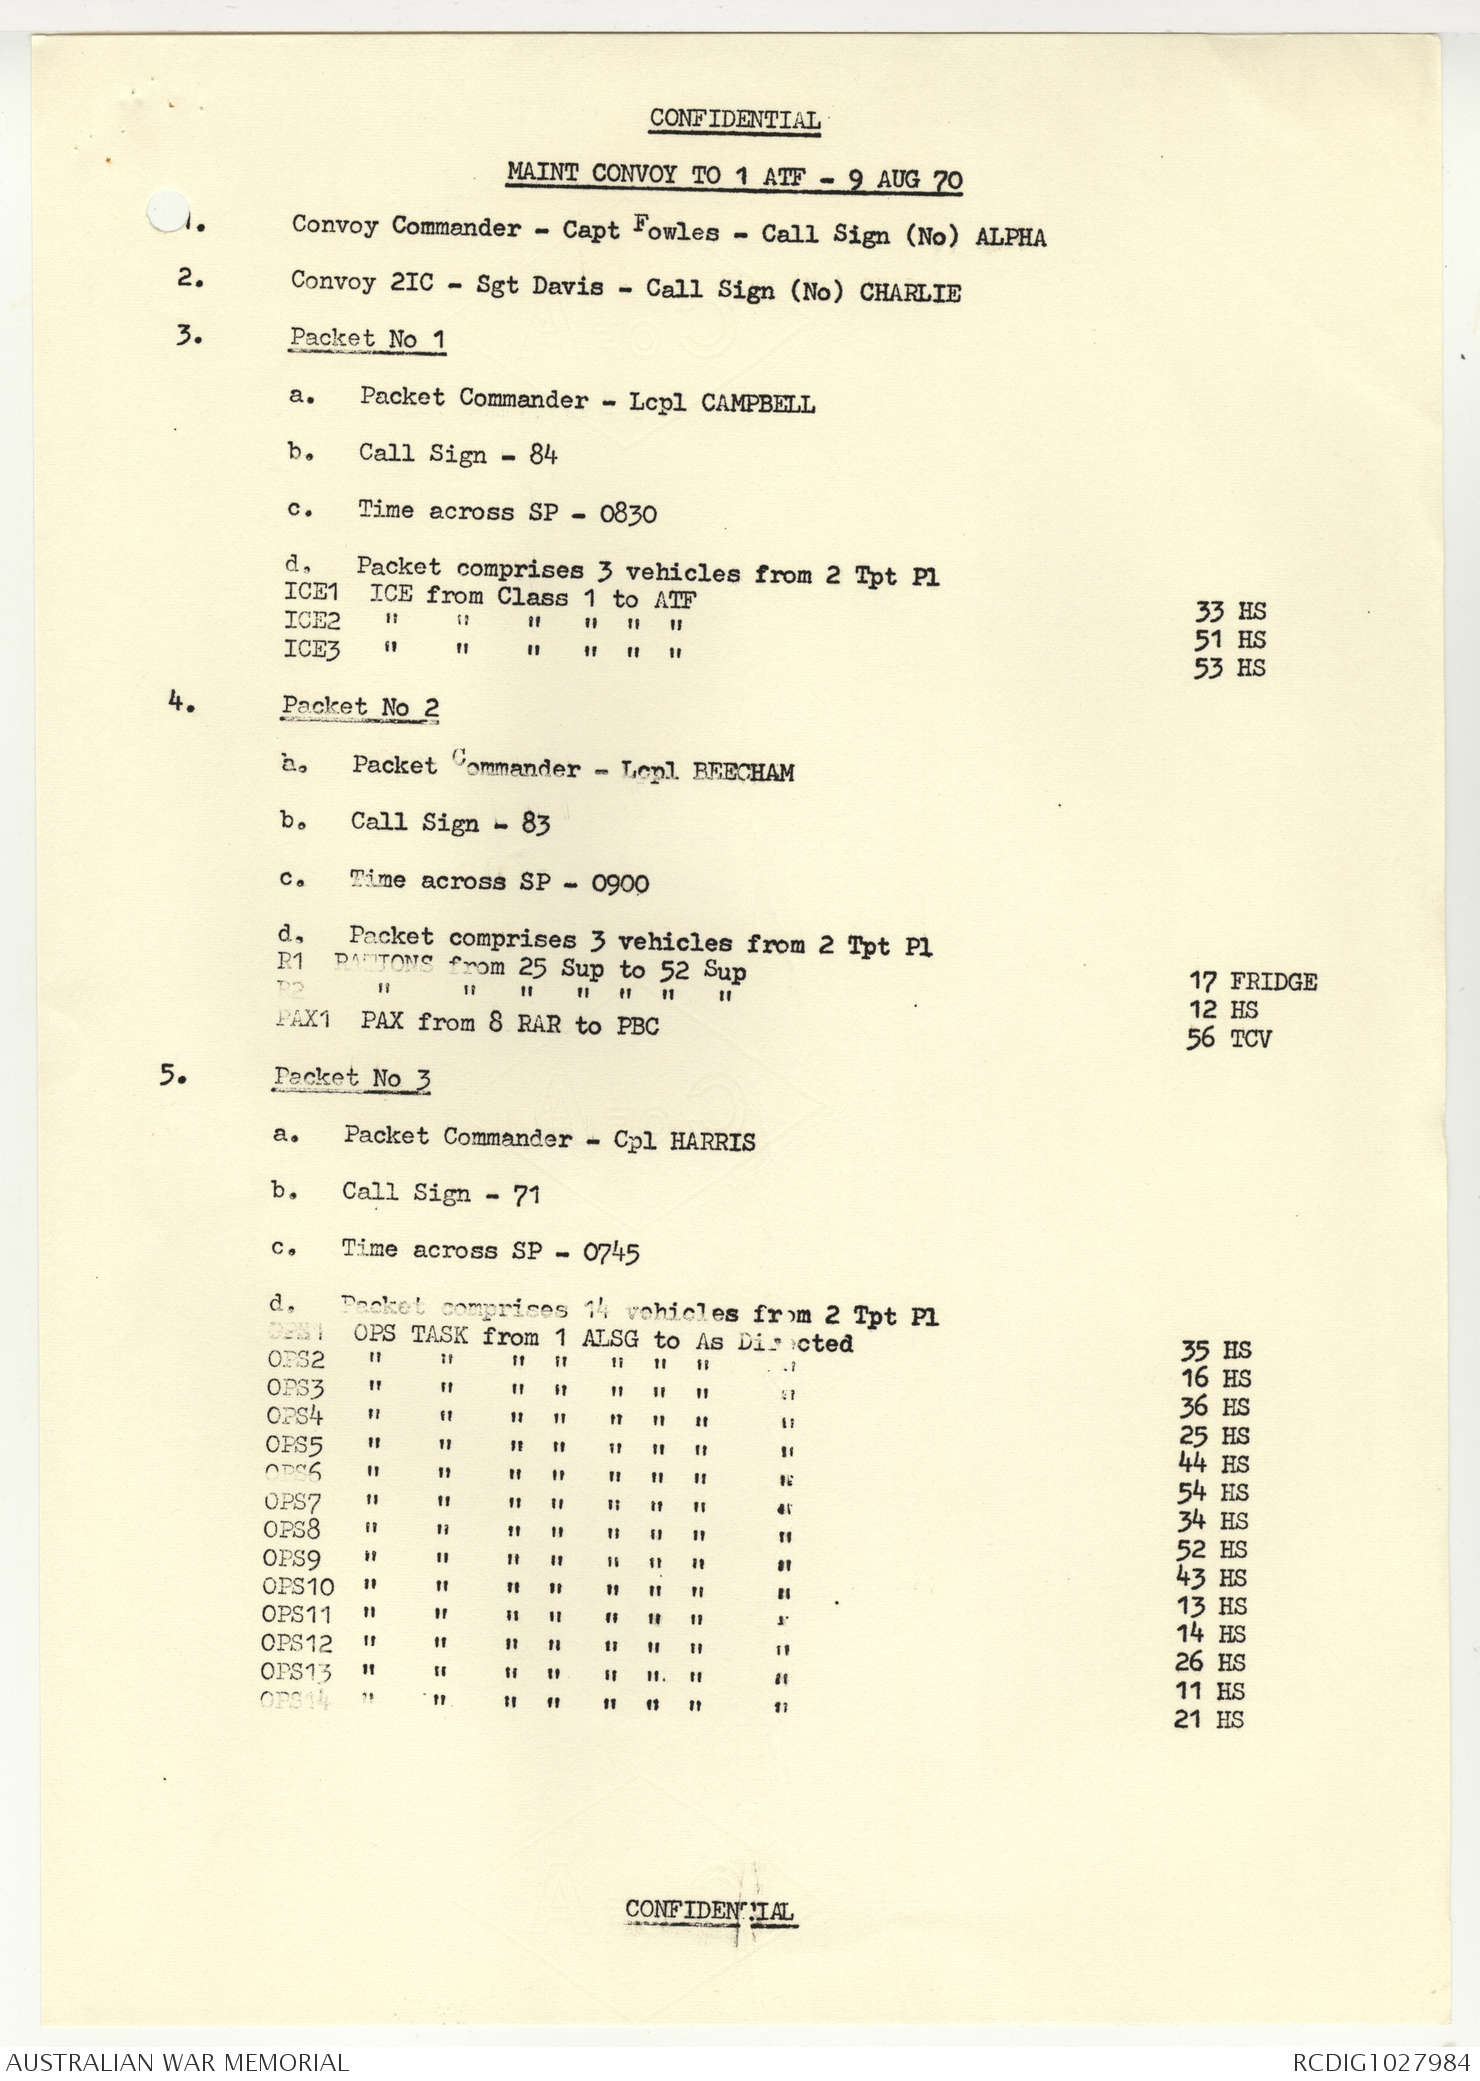 CONFIDENTIAL
MAINT CONVOY TO 1 ATF - 9 AUG 70
1. Convoy Commander - Capt Fowles - Call Sign (No) ALPHA
2. Convoy 2IC - Sgt Davis - Call Sign (No) CHARLIE
3. Packet No 1
a. Packet Commander - Lcpl CAMPBELL
b. Call Sign - 84
c. Time across SP - 0830
d. Packet comprises 3 vehicles from 2 Tpt Pl
ICE1 ICE from Class 1 to ATF 33 HS
ICE2 " " " " " " 51 HS
ICE3 " " " " " " 53 HS
4. Packet No 2
a. Packet Commander - Lcpl BEECHAM
b. Call Sign - 83
c. Time across SP - 0900
d. Packet comprises 3 vehicles from 2 Tpt Pl
R1 RATIONS from 25 Sup to 52 Sup 17 FRIDGE
R2 " " " " " " " 12 HS
PAX1 PAX from 8 RAR to PBC 56 TCV
5. Packet No 3
a. Packet Commander - Cpl HARRIS
b. Call Sign - 71
c. Time across SP - 0745
d. Packet comprises 14 vehicles from 2 Tpt Pl
OPS1 OPS TASK from 1 ALSG to As Directed 35 HS
OPS2 " " " " " " " " 16 HS
OPS3 " " " " " " " " 36 HS
OPS4 " " " " " " " " 25 HS
OPS5 " " " " " " " " 44 HS
OPS6 " " " " " " " " 54 HS
OPS7 " " " " " " " " 34 HS
OPS8 " " " " " " " " 52 HS
OPS9 " " " " " " " " 43 HS
OPS10 " " " " " " " " 13 HS
OPS11 " " " " " " " " 14 HS
OPS12 " " " " " " " " 26 HS
OPS13 " " " " " " " " 11 HS
OPS14 " " " " " " " " 21 HS
CONFIDENTIAL
AUSTRALIAN WAR MEMORIAL RCDIG1027984